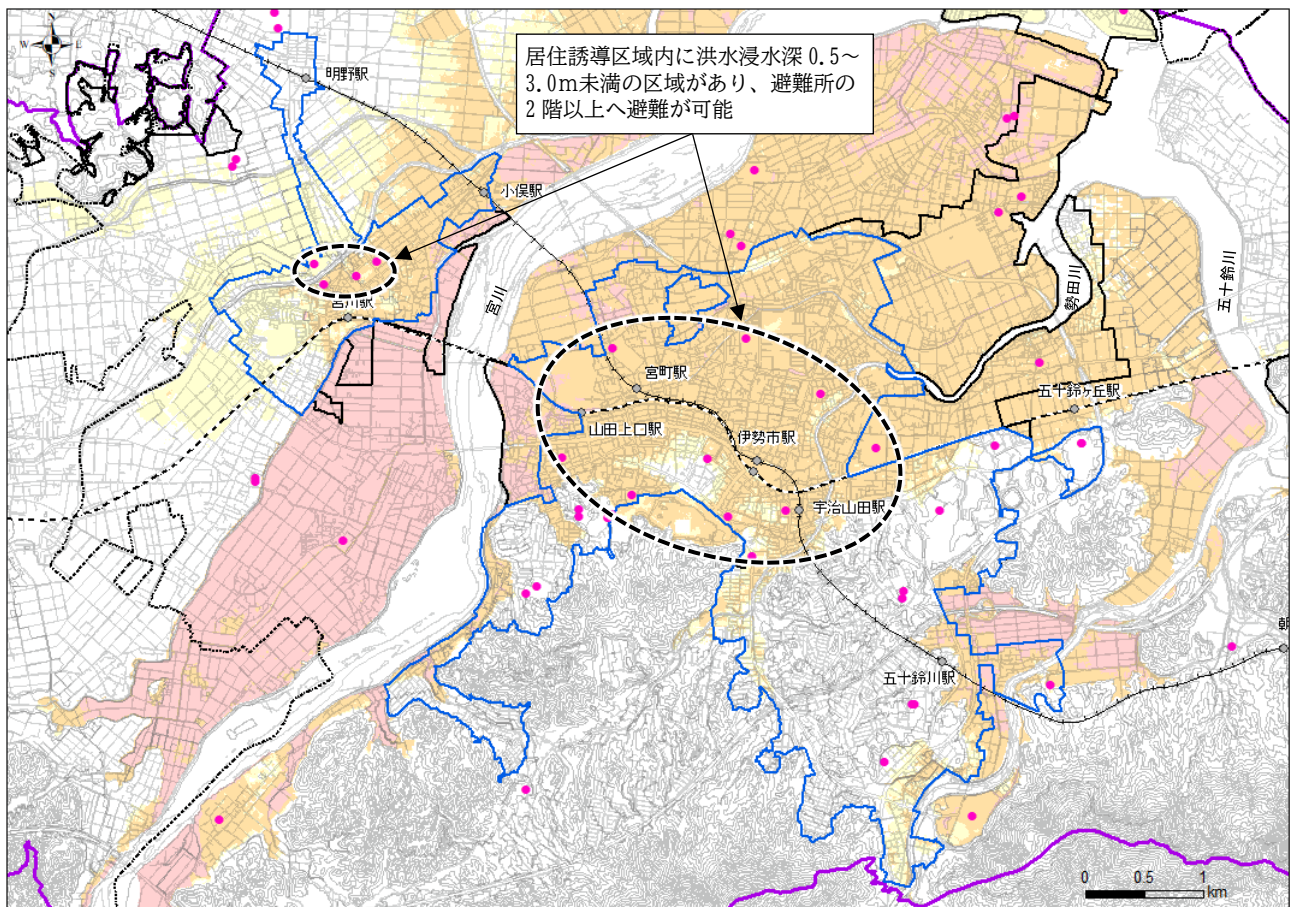 N
W
E
S
居住誘導区域内に洪水浸水深 0.5~
3.0m未満の区域があり、避難所の
2 階以上へ避難が可能
明野駅
小俣駅
宮川駅
宮川
勢田川
五十鈴川
宮町駅
山田上口駅
伊勢市駅
五十鈴ヶ丘駅
宇治山田駅
五十鈴川駅
朝
0 0.5 1
km